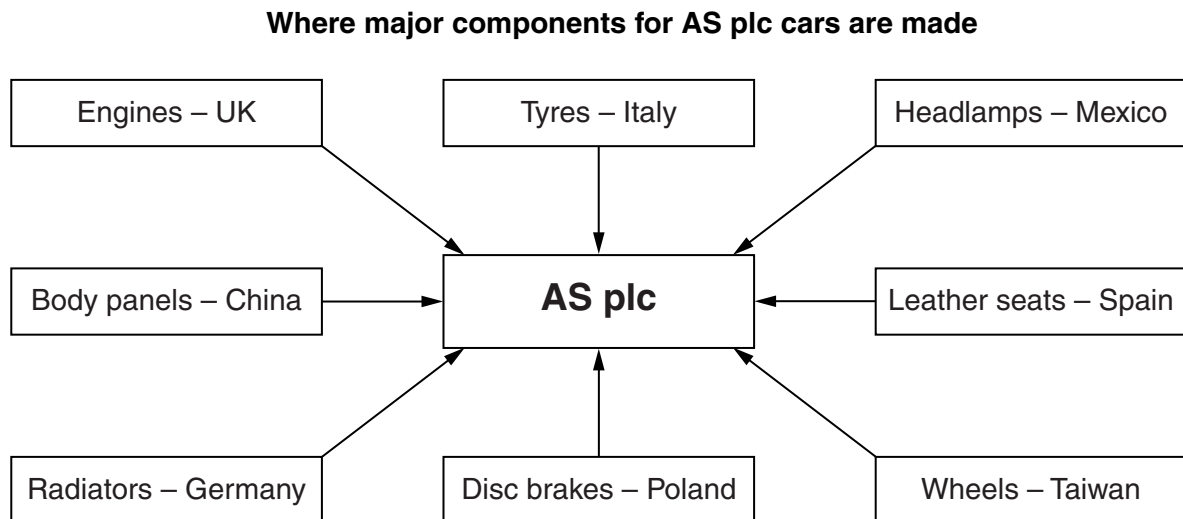 Where major components for AS plc cars are made
Engines – UK
Tyres – Italy
Headlamps – Mexico
Body panels – China
AS plc
Leather seats – Spain
Radiators – Germany
Disc brakes – Poland
Wheels – Taiwan